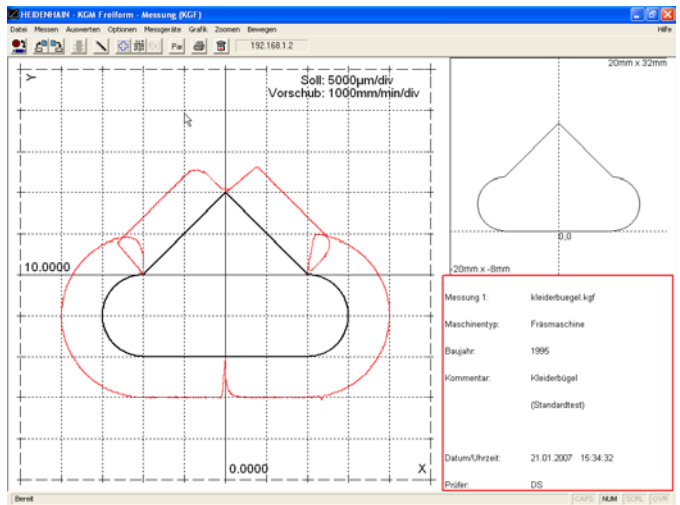 HEIDENHAIN - KGM Freiform - Messung (KGF)
Datei Messen Auswerten Optionen Messgeräte Grafik Zoomen Bewegen Hilfe
Par 192.168.1.2
Y
Soll: 5000µm/div
Vorschub: 1000mm/min/div
10.0000
0.0000 X
20mm x 32mm
0,0
-20mm x -8mm
Messung 1: kleiderbuegel.kgf
Maschinentyp: Fräsmaschine
Baujahr: 1995
Kommentar: Kleiderbügel
(Standardtest)
Datum/Uhrzeit: 21.01.2007 15:34:32
Prüfer: DS
Bereit CAPS NUM SCRL OVR